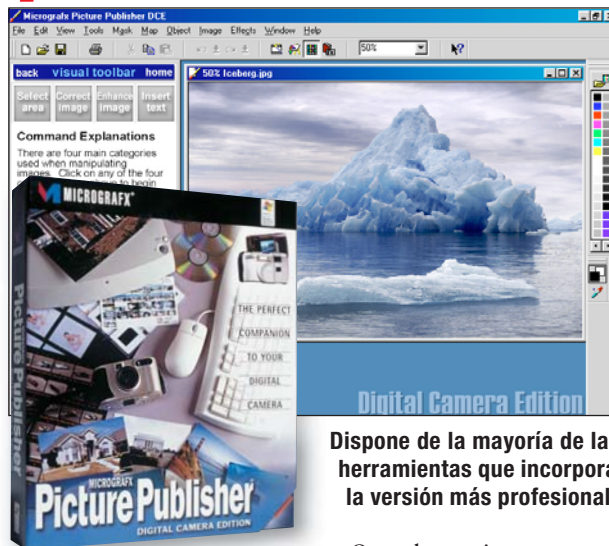 Micrografx Picture Publisher DCE
File Edit View Tools Mask Map Object Image Effects Window Help
50%
back visual toolbar home
Select area
Correct Image
Enhance Image
Insert text
50% Iceberg.jpg
Command Explanations
There are four main categories
used when manipulating
images. Click on any of the four
to begin
MICROGRAFX
THE PERFECT
COMPANION
TO YOUR
DIGITAL
CAMERA
Picture Publisher
MICROGRAFX
Picture Publisher
DIGITAL CAMERA EDITION
Digital Camera Edition
Dispone de la mayoría de la
herramientas que incorpora
la versión más profesional